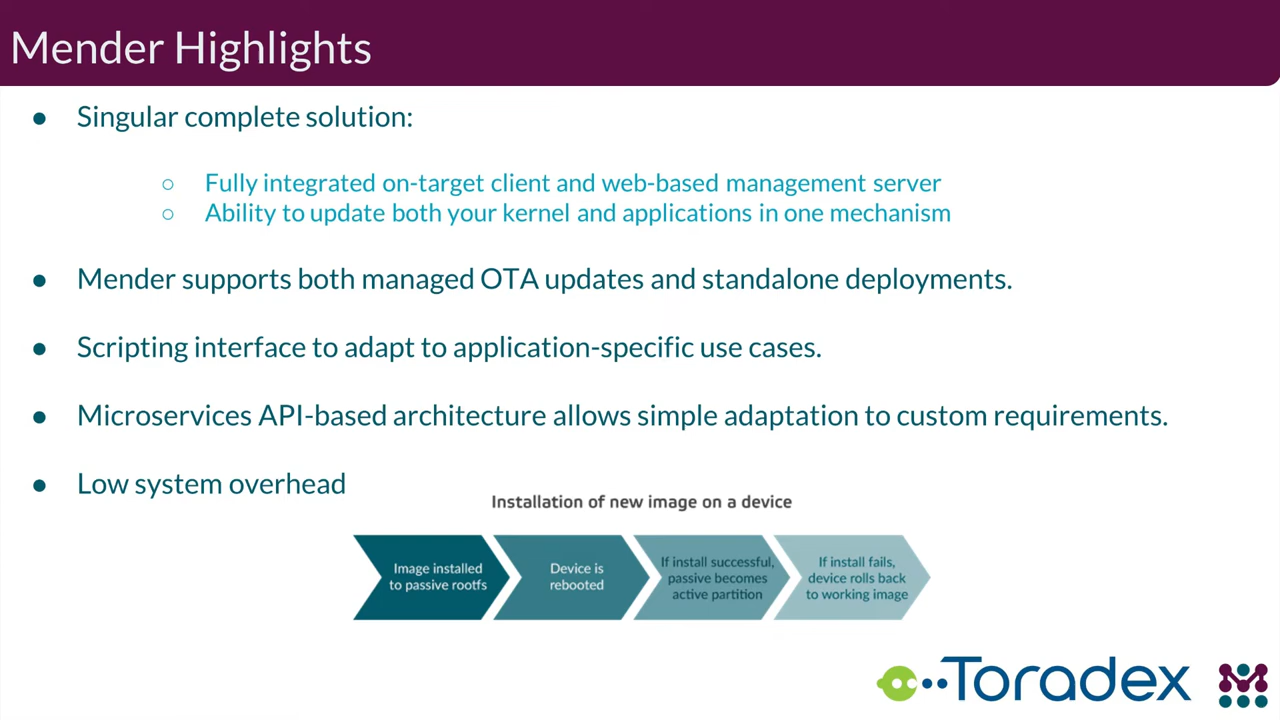 Mender Highlights
● Singular complete solution:
○ Fully integrated on-target client and web-based management server
○ Ability to update both your kernel and applications in one mechanism
● Mender supports both managed OTA updates and standalone deployments.
● Scripting interface to adapt to application-specific use cases.
● Microservices API-based architecture allows simple adaptation to custom requirements.
● Low system overhead
Installation of new image on a device
Image installed
to passive rootfs
Device is
rebooted
If install successful,
passive becomes
active partition
If install fails,
device rolls back
to working image
Toradex